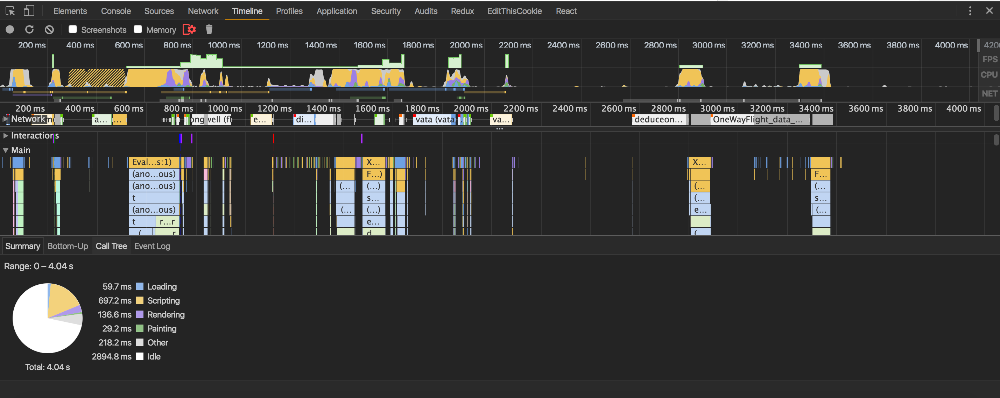 Elements Console Sources Network Timeline Profiles Application Security Audits Redux EditThisCookie React
Screenshots Memory
200 ms 400 ms 600 ms 800 ms 1000 ms 1200 ms 1400 ms 1600 ms 1800 ms 2000 ms 2200 ms 2400 ms 2600 ms 2800 ms 3000 ms 3200 ms 3400 ms 3600 ms 3800 ms 4000 ms 420
FPS
CPU
NET
200 ms 400 ms 600 ms 800 ms 1000 ms 1200 ms 1400 ms 1600 ms 1800 ms 2000 ms 2200 ms 2400 ms 2600 ms 2800 ms 3000 ms 3200 ms 3400 ms 3600 ms 3800 ms 4000 ms
Network a... ... well (fl e... di... vata (vata va... deduceon... OneWayFlight_data_...
Interactions
Main
Eval...s:1) X... X...
(ano...ous) F...) F...
(ano...ous) (... (...) (... (...
t s... (... s...
(ano...ous) (... (...) e... (...
t r...r e...
( r d (
Summary Bottom-Up Call Tree Event Log
Range: 0 – 4.04 s
59.7 ms Loading
697.2 ms Scripting
136.6 ms Rendering
29.2 ms Painting
218.2 ms Other
2894.8 ms Idle
Total: 4.04 s